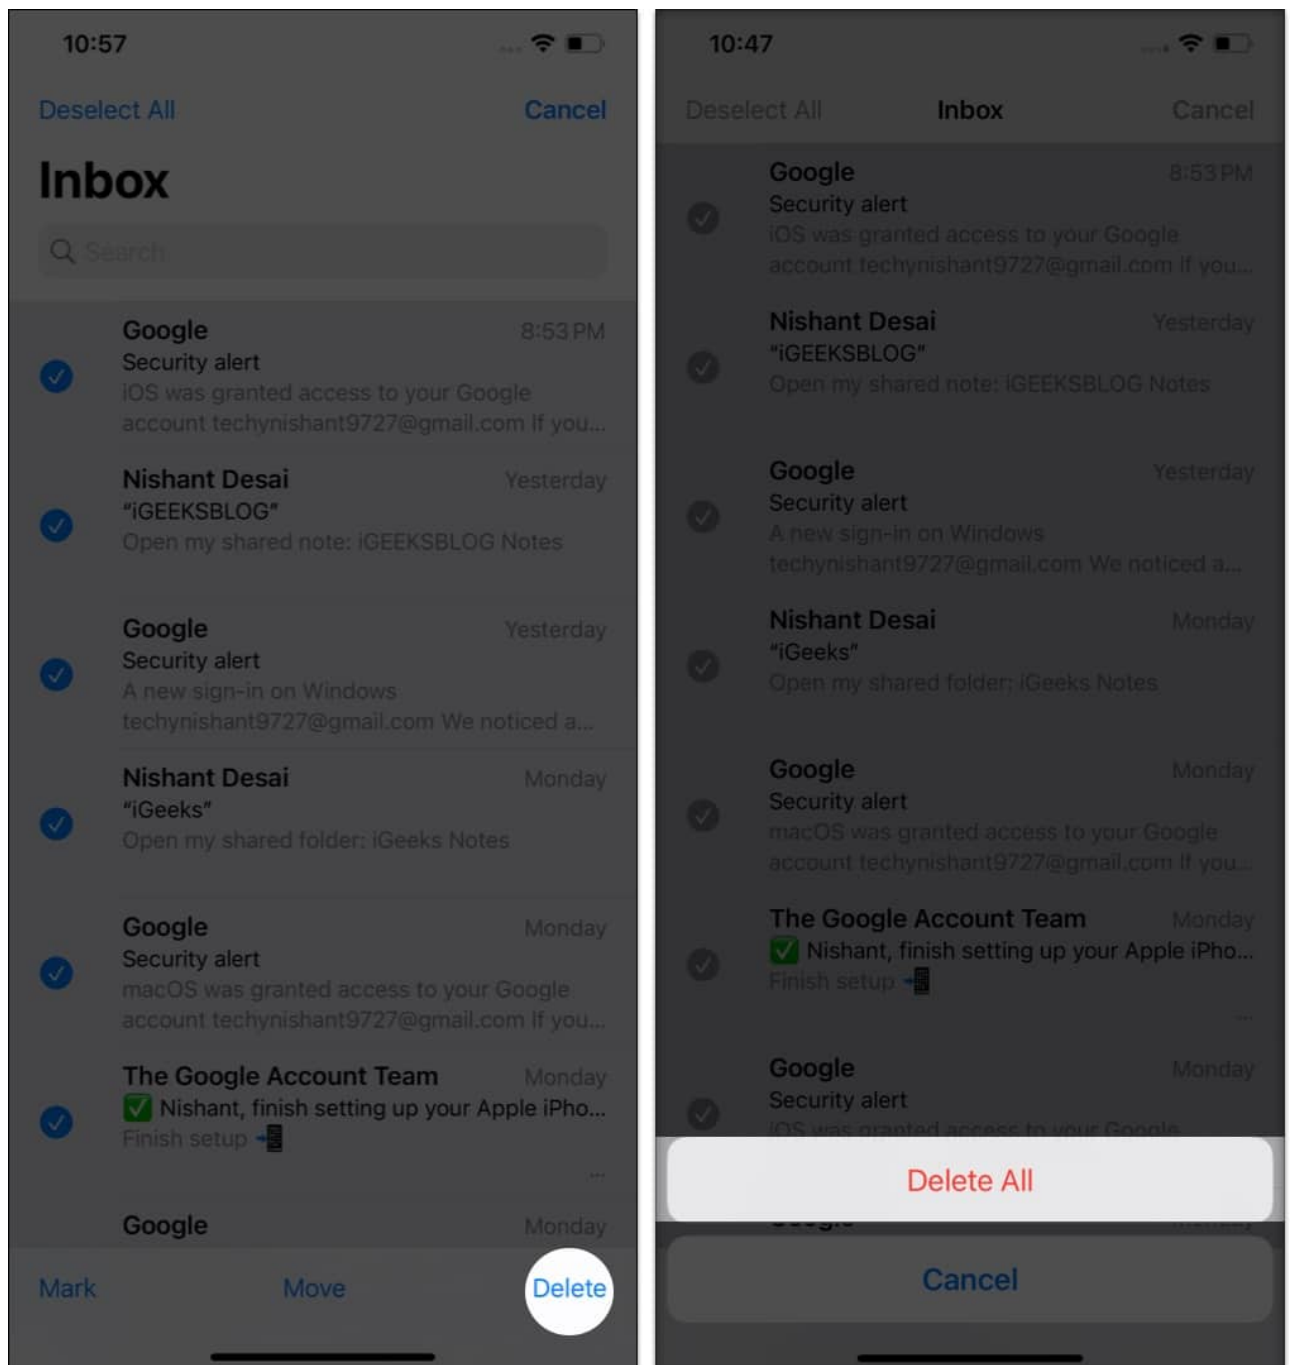 10:57
Deselect All
Cancel
Inbox
Search
Google
8:53 PM
Security alert
iOS was granted access to your Google
account techynishant9727@gmail.com If you...
Nishant Desai
Yesterday
“iGEEKSBLOG”
Open my shared note: iGEEKSBLOG Notes
Google
Yesterday
Security alert
A new sign-in on Windows
techynishant9727@gmail.com We noticed a...
Nishant Desai
Monday
“iGeeks”
Open my shared folder: iGeeks Notes
Google
Monday
Security alert
macOS was granted access to your Google
account techynishant9727@gmail.com If you...
The Google Account Team
Monday
✅ Nishant, finish setting up your Apple iPho...
Finish setup 📲
...
Google
Monday
Mark
Move
Delete
10:47
Deselect All
Inbox
Cancel
Google
8:53 PM
Security alert
iOS was granted access to your Google
account techynishant9727@gmail.com If you...
Nishant Desai
Yesterday
“iGEEKSBLOG”
Open my shared note: iGEEKSBLOG Notes
Google
Yesterday
Security alert
A new sign-in on Windows
techynishant9727@gmail.com We noticed a...
Nishant Desai
Monday
“iGeeks”
Open my shared folder: iGeeks Notes
Google
Monday
Security alert
macOS was granted access to your Google
account techynishant9727@gmail.com If you...
The Google Account Team
Monday
✅ Nishant, finish setting up your Apple iPho...
Finish setup 📲
...
Google
Monday
Security alert
iOS was granted access to your Google
Delete All
Google
Monday
Cancel